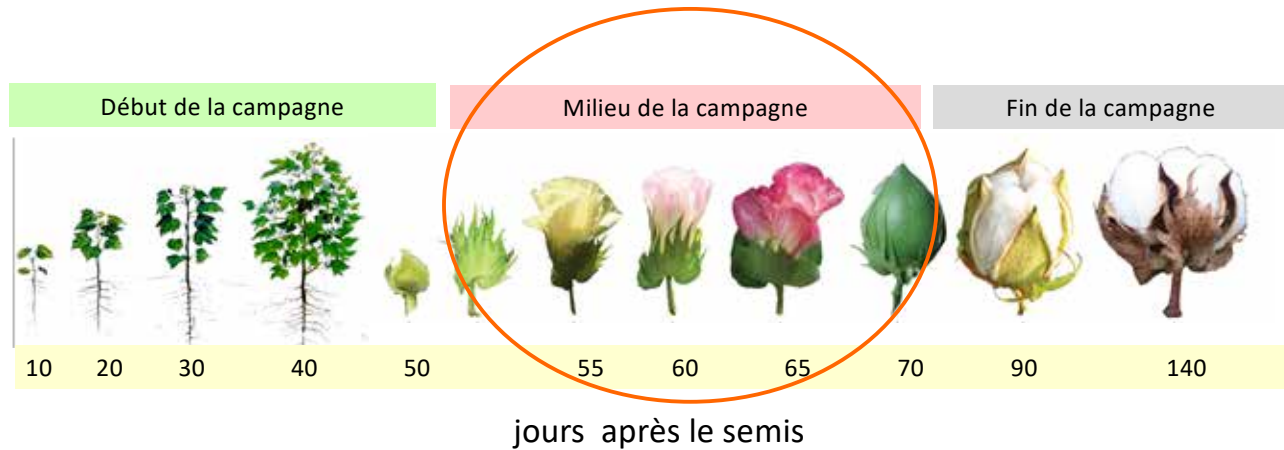 Début de la campagne Milieu de la campagne Fin de la campagne
10 20 30 40 50 55 60 65 70 90 140
jours après le semis